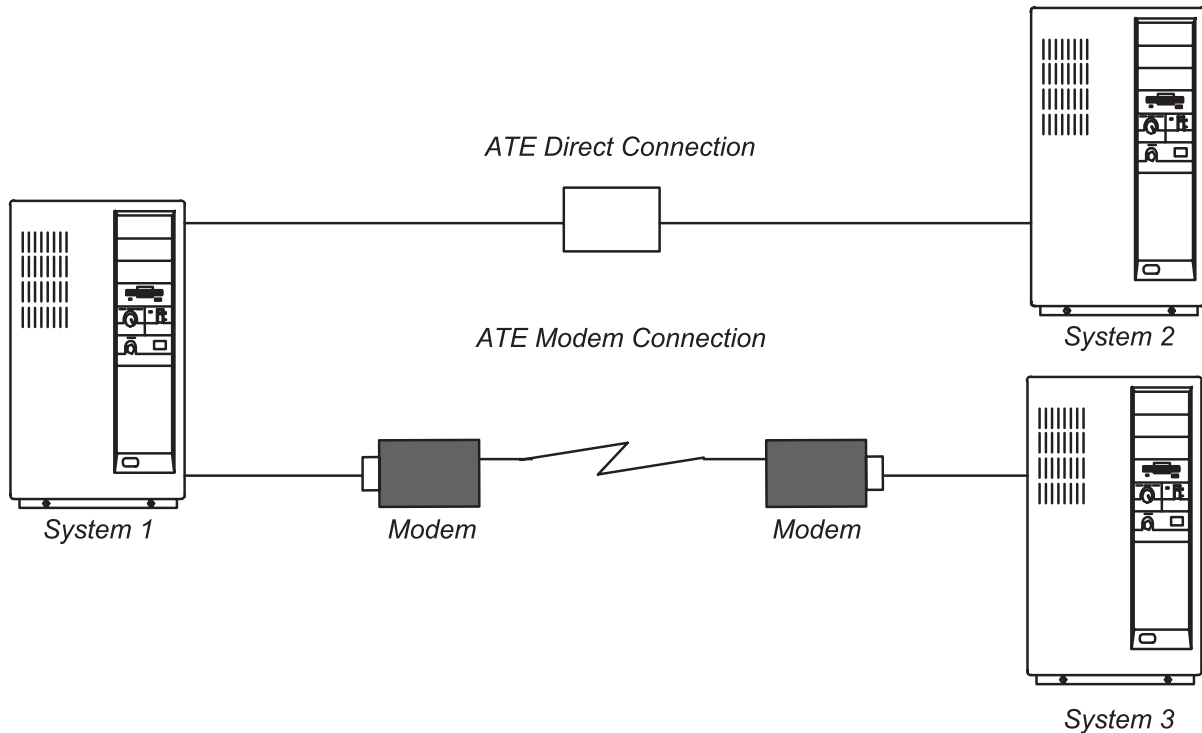 ATE Direct Connection
System 2
ATE Modem Connection
System 1
Modem
Modem
System 3